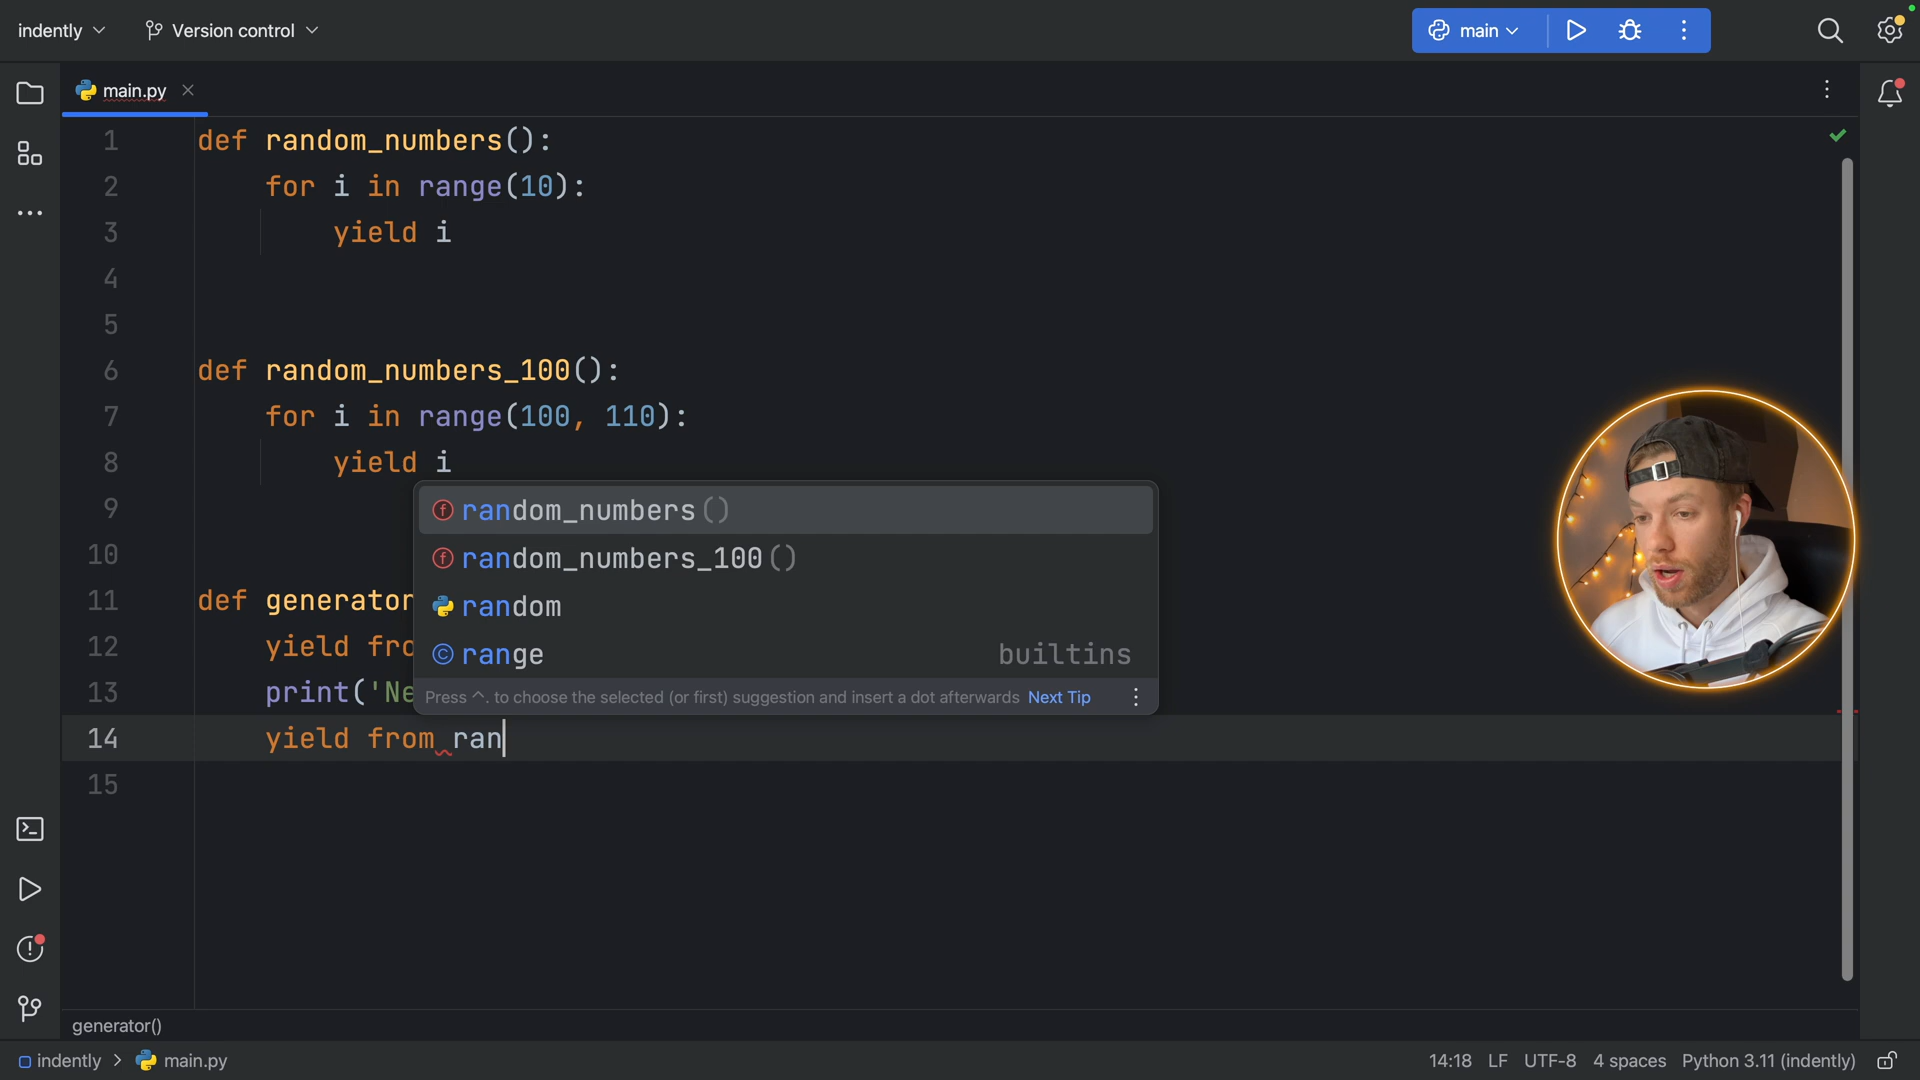 indently
Version control
main
main.py
1 def random_numbers():
2 for i in range(10):
3 yield i
4
5
6 def random_numbers_100():
7 for i in range(100, 110):
8 yield i
9
10
11 def generator
12 yield fro
13 print('Ne
14 yield from ran
15
random_numbers()
random_numbers_100()
random
range builtins
Press ^. to choose the selected (or first) suggestion and insert a dot afterwards Next Tip
generator()
indently > main.py
14:18 LF UTF-8 4 spaces Python 3.11 (indently)